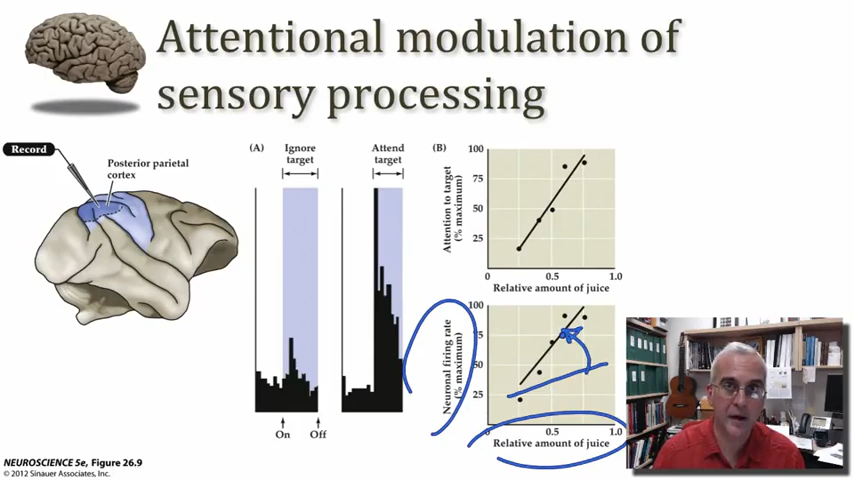 Attentional modulation of
sensory processing
Record
Posterior parietal
cortex
(A)
Ignore
target
Attend
target
On
Off
(B)
100
75
50
25
0
0.5
1.0
Attention to target
(% maximum)
Relative amount of juice
100
75
50
25
0
0.5
1.0
Neuronal firing rate
(% maximum)
Relative amount of juice
NEUROSCIENCE 5e, Figure 26.9
© 2012 Sinauer Associates, Inc.